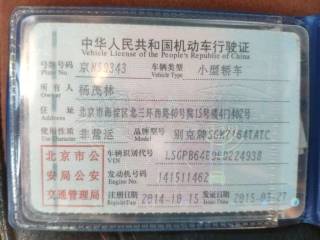 中华人民共和国机动车行驶证
Vehicle License of the People's Republic of China
号牌号码 京N59343 车辆类型 小型轿车
Plate No. Vehicle Type
所有人 杨茂林
Owner
住址 北京市海淀区北三环西路40号院15号楼4门402号
Address
使用性质 非营运 品牌型号 别克牌SGM7164TATC
北京市公 车辆识别代号
VIN
安局公安 发动机号码 141511462
Engine No.
交通管理局 注册日期 2014-10-15 发证日期 2015-03-27
Register Date Issue Date